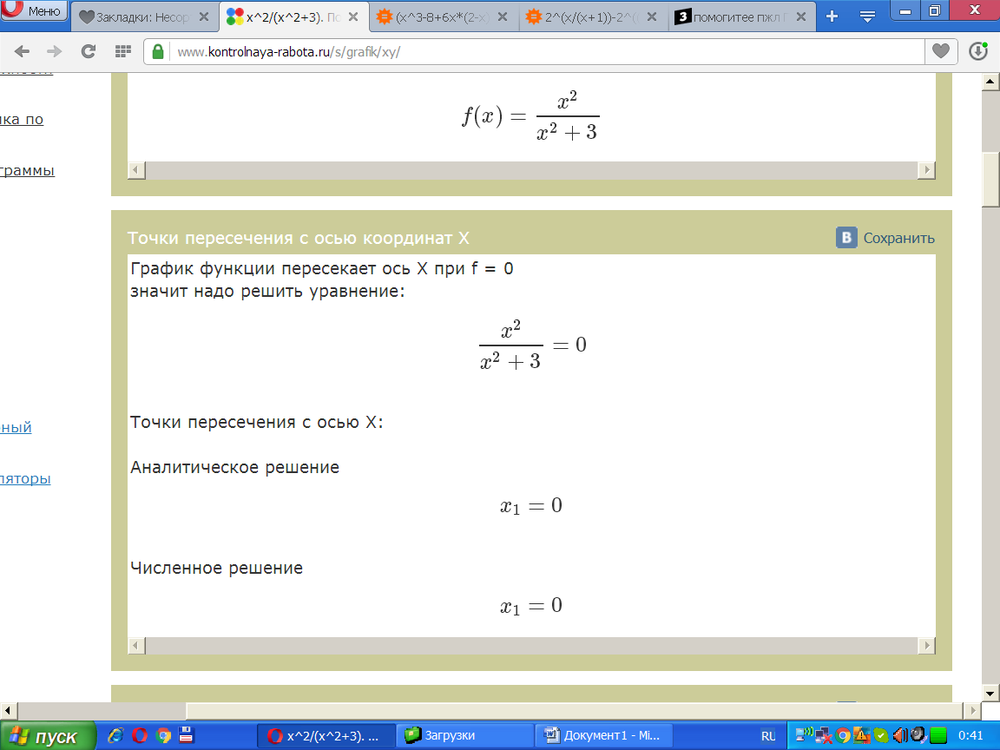 Меню
Закладки: Несор
x^2/(x^2+3). По
(x^3-8+6x*(2-x
2^(x/(x+1))-2^(
помогитее пжл
www.kontrolnaya-rabota.ru/s/grafik/xy/
f(x) = x^2/(x^2 + 3)
ка по
граммы
Точки пересечения с осью координат X
В Сохранить
График функции пересекает ось X при f = 0
значит надо решить уравнение:
x^2/(x^2 + 3) = 0
Точки пересечения с осью X:
ный
Аналитическое решение
ляторы
x₁ = 0
Численное решение
x₁ = 0
пуск
x^2/(x^2+3). ...
Загрузки
Документ1 - Mi...
RU
0:41